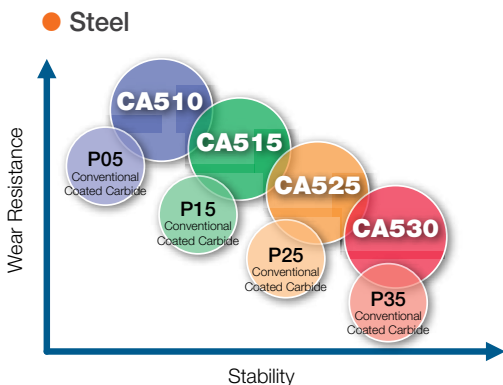 Steel
Wear Resistance
CA510
P05
Conventional
Coated Carbide
CA515
P15
Conventional
Coated Carbide
CA525
P25
Conventional
Coated Carbide
CA530
P35
Conventional
Coated Carbide
Stability